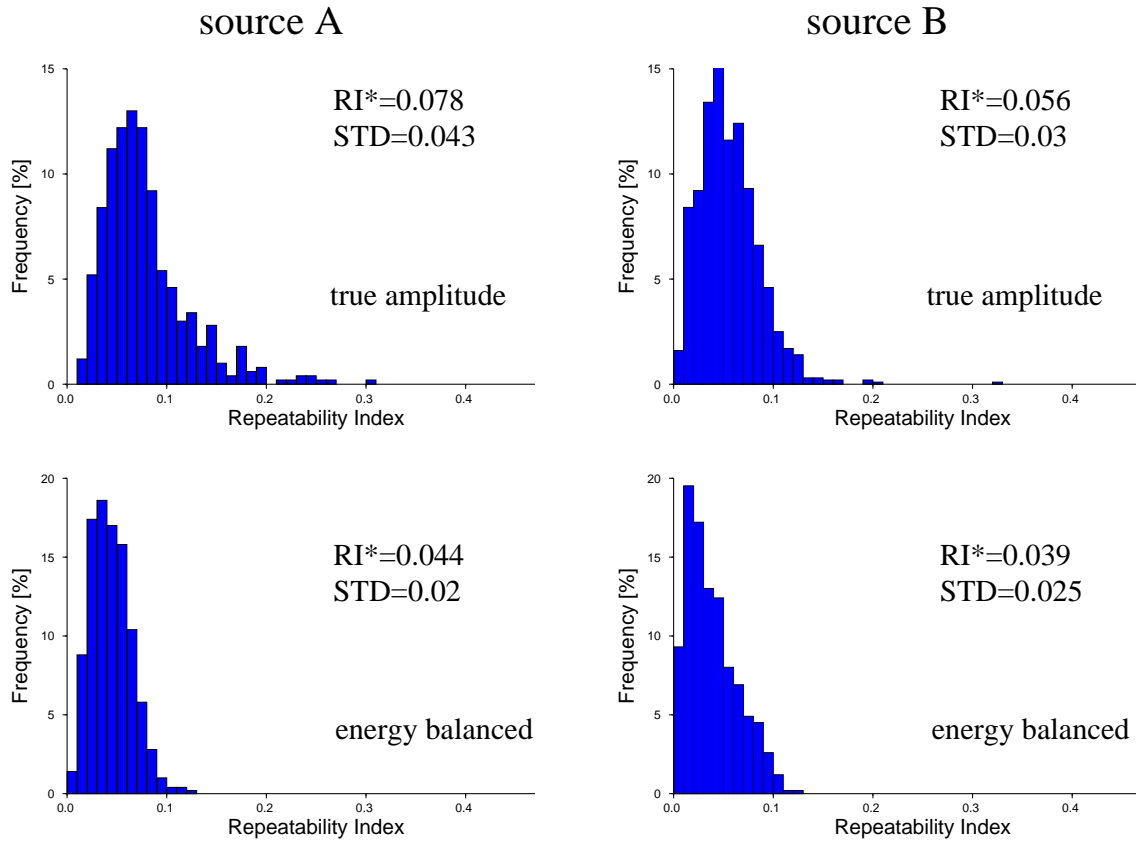 source A
source B
15
10
5
0
Frequency [%]
RI*=0.078
STD=0.043
true amplitude
0.0
0.1
0.2
0.3
0.4
Repeatability Index
15
10
5
0
Frequency [%]
RI*=0.056
STD=0.03
true amplitude
0.0
0.1
0.2
0.3
0.4
Repeatability Index
20
15
10
5
0
Frequency [%]
RI*=0.044
STD=0.02
energy balanced
0.0
0.1
0.2
0.3
0.4
Repeatability Index
20
15
10
5
0
Frequency [%]
RI*=0.039
STD=0.025
energy balanced
0.0
0.1
0.2
0.3
0.4
Repeatability Index